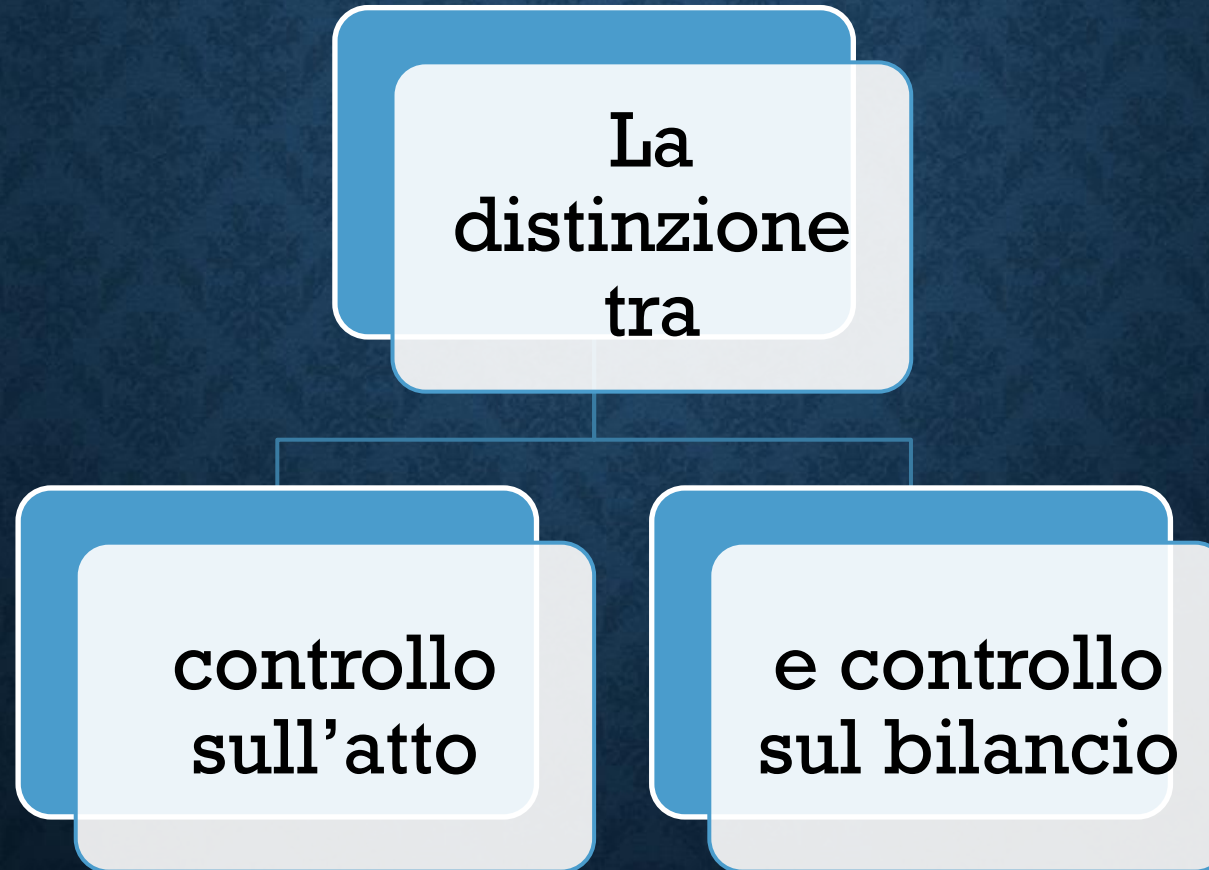 La
distinzione
tra
controllo
sull’atto
e controllo
sul bilancio